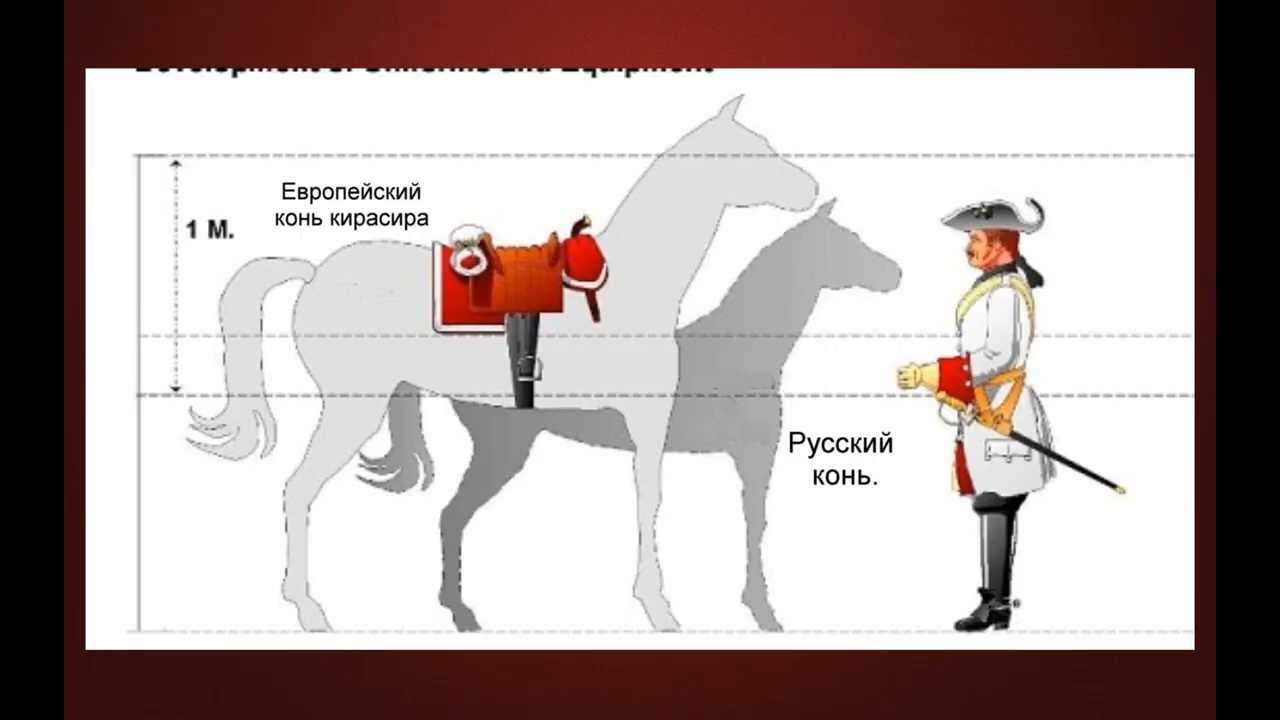 Европейский
конь кирасира
1 М.
Русский
конь.